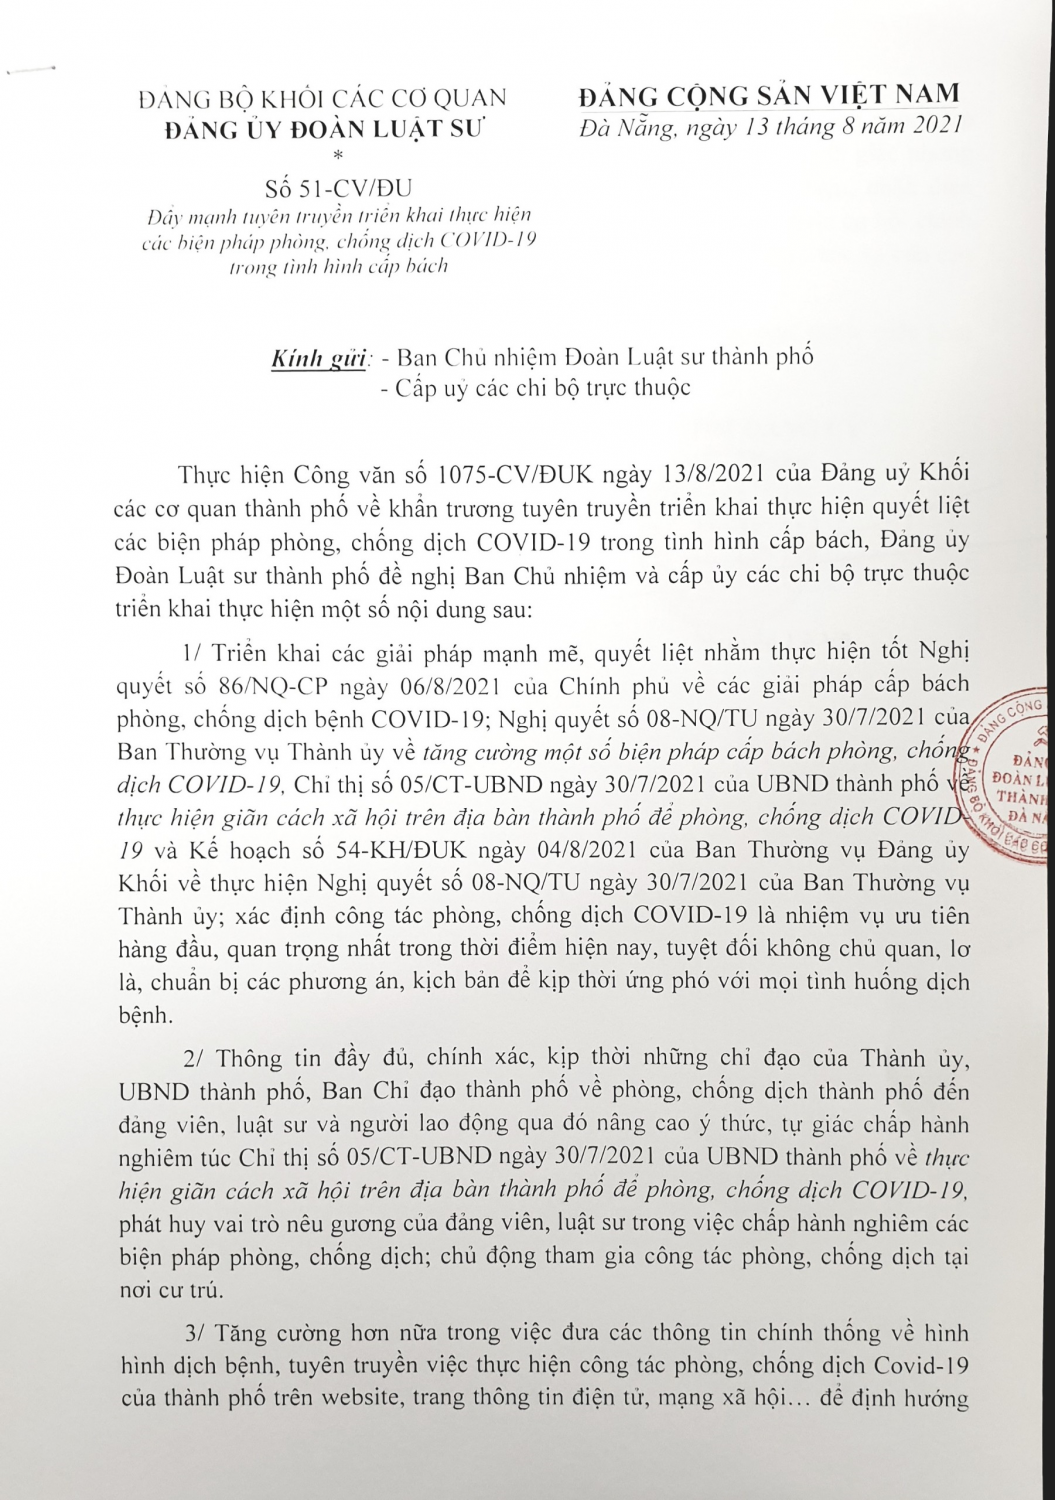 ĐẢNG BỘ KHỐI CÁC CƠ QUAN
ĐẢNG ỦY ĐOÀN LUẬT SƯ
*
Số 51-CV/ĐU
Đẩy mạnh tuyên truyền triển khai thực hiện
các biện pháp phòng, chống dịch COVID-19
trong tình hình cấp bách
ĐẢNG CỘNG SẢN VIỆT NAM
Đà Nẵng, ngày 13 tháng 8 năm 2021
Kính gửi: - Ban Chủ nhiệm Đoàn Luật sư thành phố
- Cấp uỷ các chi bộ trực thuộc
Thực hiện Công văn số 1075-CV/ĐUK ngày 13/8/2021 của Đảng uỷ Khối
các cơ quan thành phố về khẩn trương tuyên truyền triển khai thực hiện quyết liệt
các biện pháp phòng, chống dịch COVID-19 trong tình hình cấp bách, Đảng ủy
Đoàn Luật sư thành phố đề nghị Ban Chủ nhiệm và cấp ủy các chi bộ trực thuộc
triển khai thực hiện một số nội dung sau:
1/ Triển khai các giải pháp mạnh mẽ, quyết liệt nhằm thực hiện tốt Nghị
quyết số 86/NQ-CP ngày 06/8/2021 của Chính phủ về các giải pháp cấp bách
phòng, chống dịch bệnh COVID-19; Nghị quyết số 08-NQ/TU ngày 30/7/2021 của
Ban Thường vụ Thành ủy về tăng cường một số biện pháp cấp bách phòng, chống
dịch COVID-19, Chỉ thị số 05/CT-UBND ngày 30/7/2021 của UBND thành phố về
thực hiện giãn cách xã hội trên địa bàn thành phố để phòng, chống dịch COVID-
19 và Kế hoạch số 54-KH/ĐUK ngày 04/8/2021 của Ban Thường vụ Đảng ủy
Khối về thực hiện Nghị quyết số 08-NQ/TU ngày 30/7/2021 của Ban Thường vụ
Thành ủy; xác định công tác phòng, chống dịch COVID-19 là nhiệm vụ ưu tiên
hàng đầu, quan trọng nhất trong thời điểm hiện nay, tuyệt đối không chủ quan, lơ
là, chuẩn bị các phương án, kịch bản để kịp thời ứng phó với mọi tình huống dịch
bệnh.
2/ Thông tin đầy đủ, chính xác, kịp thời những chỉ đạo của Thành ủy,
UBND thành phố, Ban Chỉ đạo thành phố về phòng, chống dịch thành phố đến
đảng viên, luật sư và người lao động qua đó nâng cao ý thức, tự giác chấp hành
nghiêm túc Chỉ thị số 05/CT-UBND ngày 30/7/2021 của UBND thành phố về thực
hiện giãn cách xã hội trên địa bàn thành phố để phòng, chống dịch COVID-19,
phát huy vai trò nêu gương của đảng viên, luật sư trong việc chấp hành nghiêm các
biện pháp phòng, chống dịch; chủ động tham gia công tác phòng, chống dịch tại
nơi cư trú.
3/ Tăng cường hơn nữa trong việc đưa các thông tin chính thống về hình
hình dịch bệnh, tuyên truyền việc thực hiện công tác phòng, chống dịch Covid-19
của thành phố trên website, trang thông tin điện tử, mạng xã hội... để định hướng
★ ĐẢNG CỘNG
ĐẢNG BỘ KHỐI CÁC CƠ
ĐẢN
ĐOÀN L
THÀN
ĐÀ N